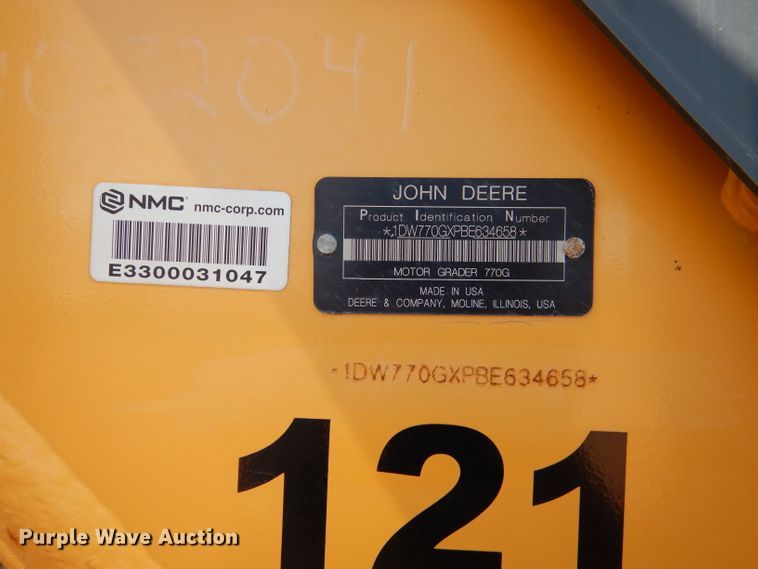 2041
NMC® nmc-corp.com
E3300031047
JOHN DEERE
Product Identification Number
*1DW770GXPBE634658*
MOTOR GRADER 770G
MADE IN USA
DEERE & COMPANY, MOLINE, ILLINOIS, USA
*1DW770GXPBE634658*
121
Purple Wave Auction